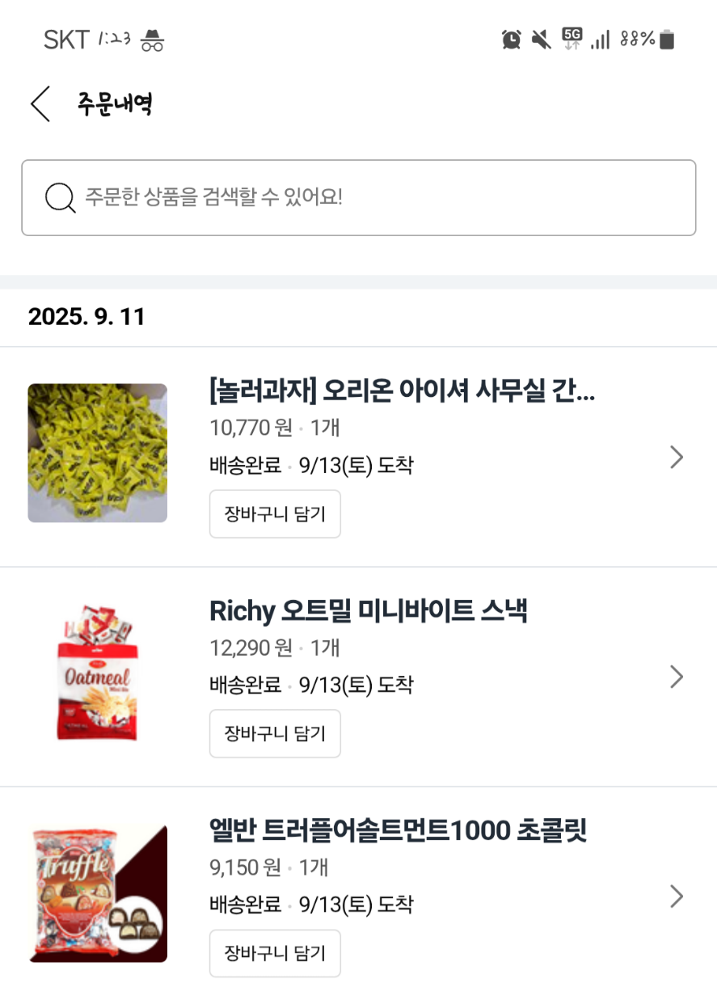 SKT 1:23 5G 88%
주문내역
주문한 상품을 검색할 수 있어요!
2025. 9. 11
[놀러과자] 오리온 아이셔 사무실 간...
10,770 원 · 1개
배송완료 · 9/13(토) 도착
장바구니 담기
Richy 오트밀 미니바이트 스낵
12,290 원 · 1개
배송완료 · 9/13(토) 도착
장바구니 담기
Oatmeal
엘반 트러플어솔트먼트1000 초콜릿
9,150 원 · 1개
배송완료 · 9/13(토) 도착
장바구니 담기
Truffle